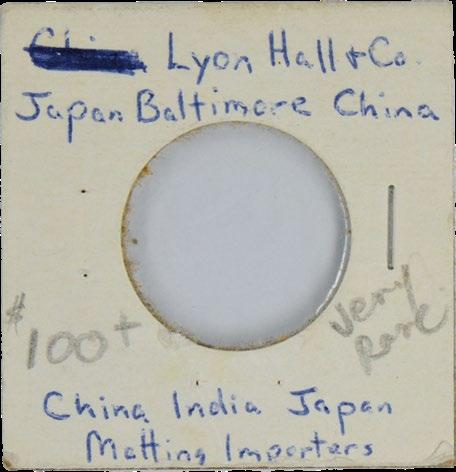 Lyon Hall & Co.
Japan Baltimore China
$100+
Very Rare
China India Japan
Matting Importers